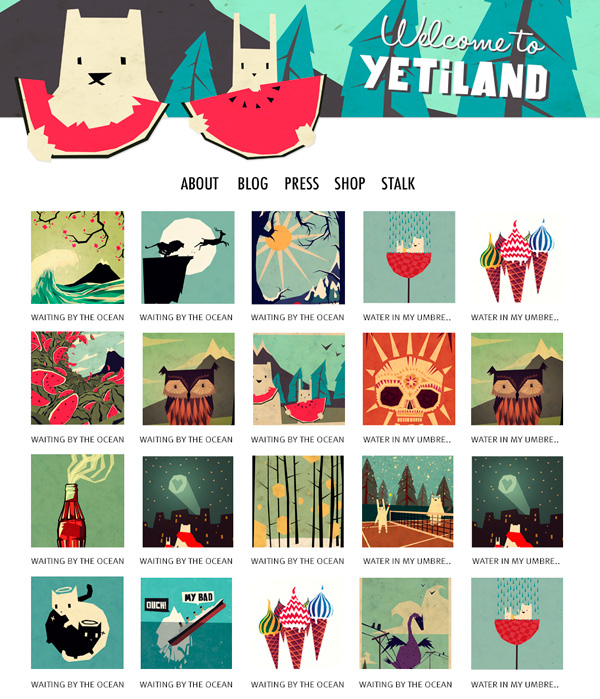 Welcome to
YETiLAND
ABOUT BLOG PRESS SHOP STALK
WAITING BY THE OCEAN WAITING BY THE OCEAN WAITING BY THE OCEAN WATER IN MY UMBRE.. WATER IN MY UMBRE..
WAITING BY THE OCEAN WAITING BY THE OCEAN WAITING BY THE OCEAN WATER IN MY UMBRE.. WATER IN MY UMBRE..
WAITING BY THE OCEAN WATER IN MY UMBRE.. WAITING BY THE OCEAN WATER IN MY UMBRE.. WATER IN MY UMBRE..
OUCH! MY BAD
WAITING BY THE OCEAN WAITING BY THE OCEAN WAITING BY THE OCEAN WAITING BY THE OCEAN WATER IN MY UMBRE..